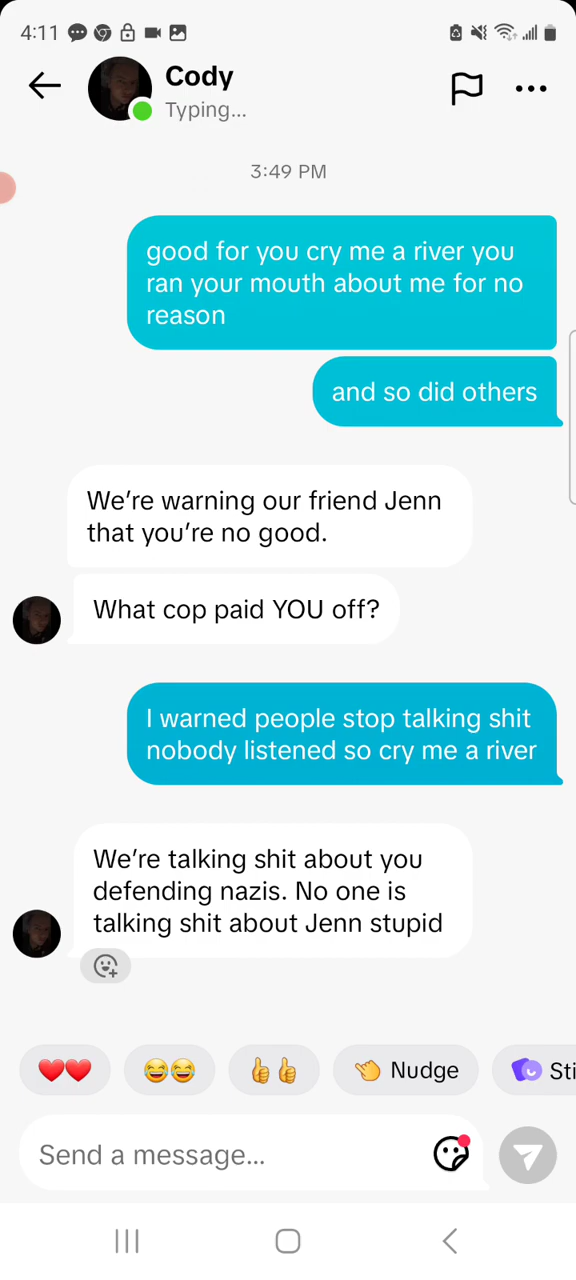 4:11
Cody
Typing...
3:49 PM
good for you cry me a river you
ran your mouth about me for no
reason
and so did others
We're warning our friend Jenn
that you're no good.
What cop paid YOU off?
I warned people stop talking shit
nobody listened so cry me a river
We're talking shit about you
defending nazis. No one is
talking shit about Jenn stupid
Nudge
Sti
Send a message...